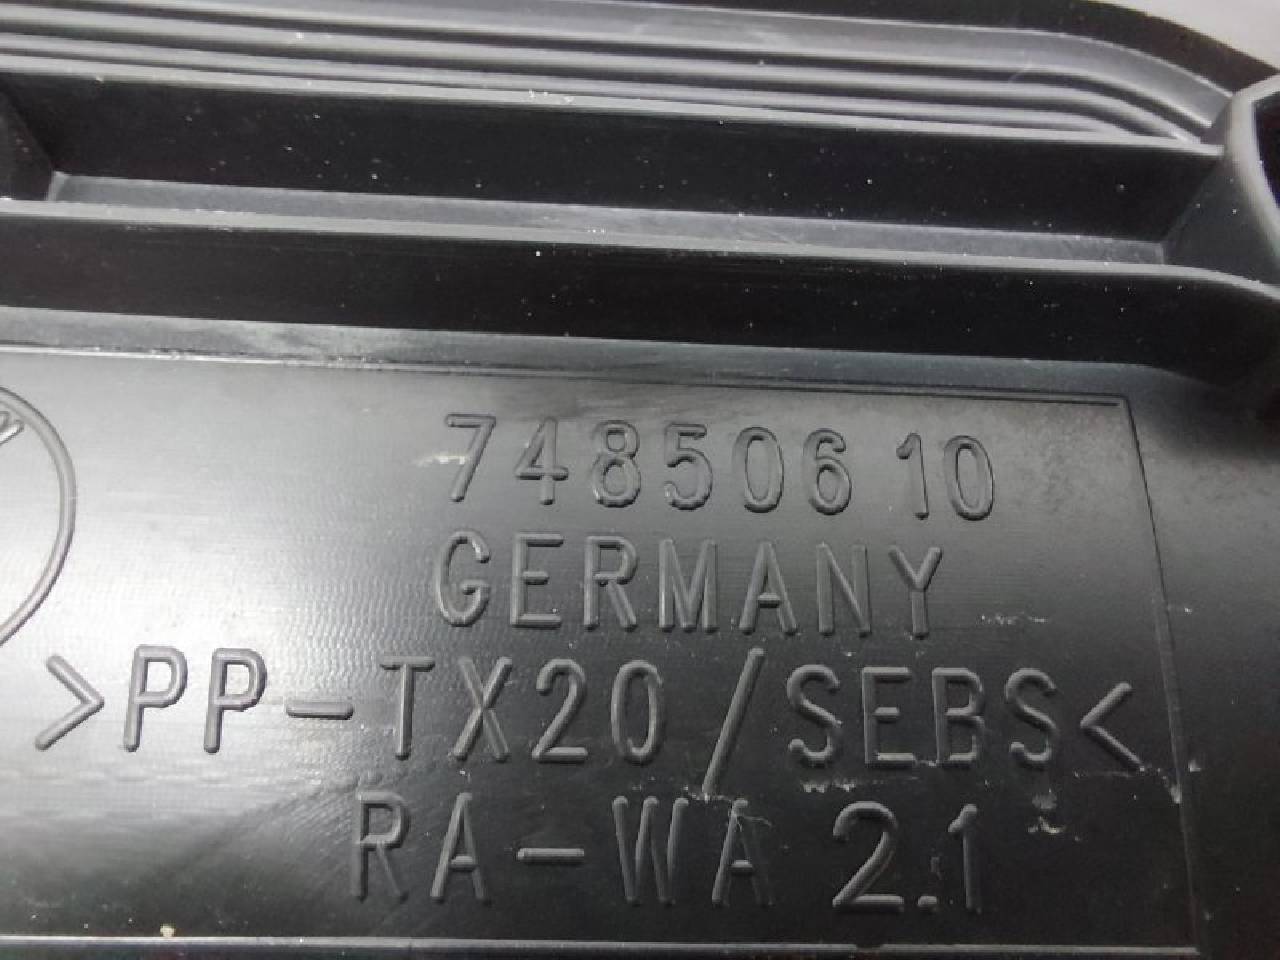 748506 10
GERMANY
>PP-TX20/SEBS<
RA-WA 2.1